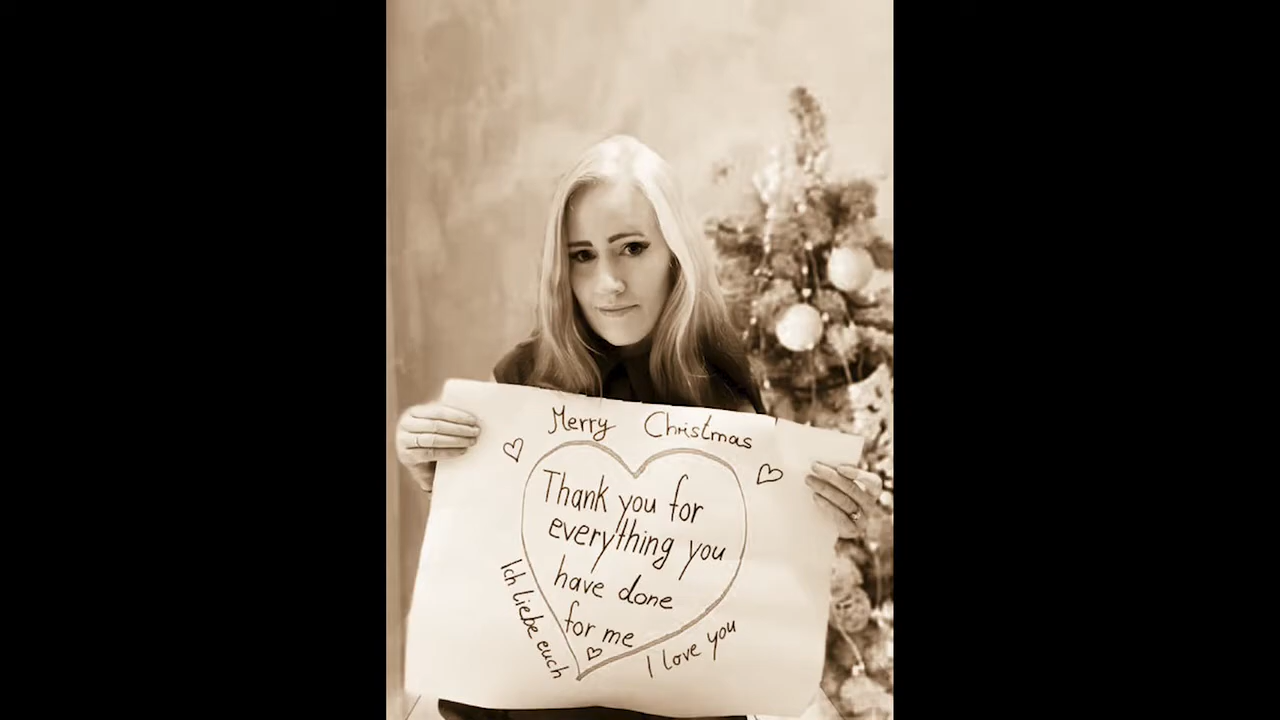 Merry Christmas
Thank you for
everything you
have done
for me
Ich liebe euch
I love you